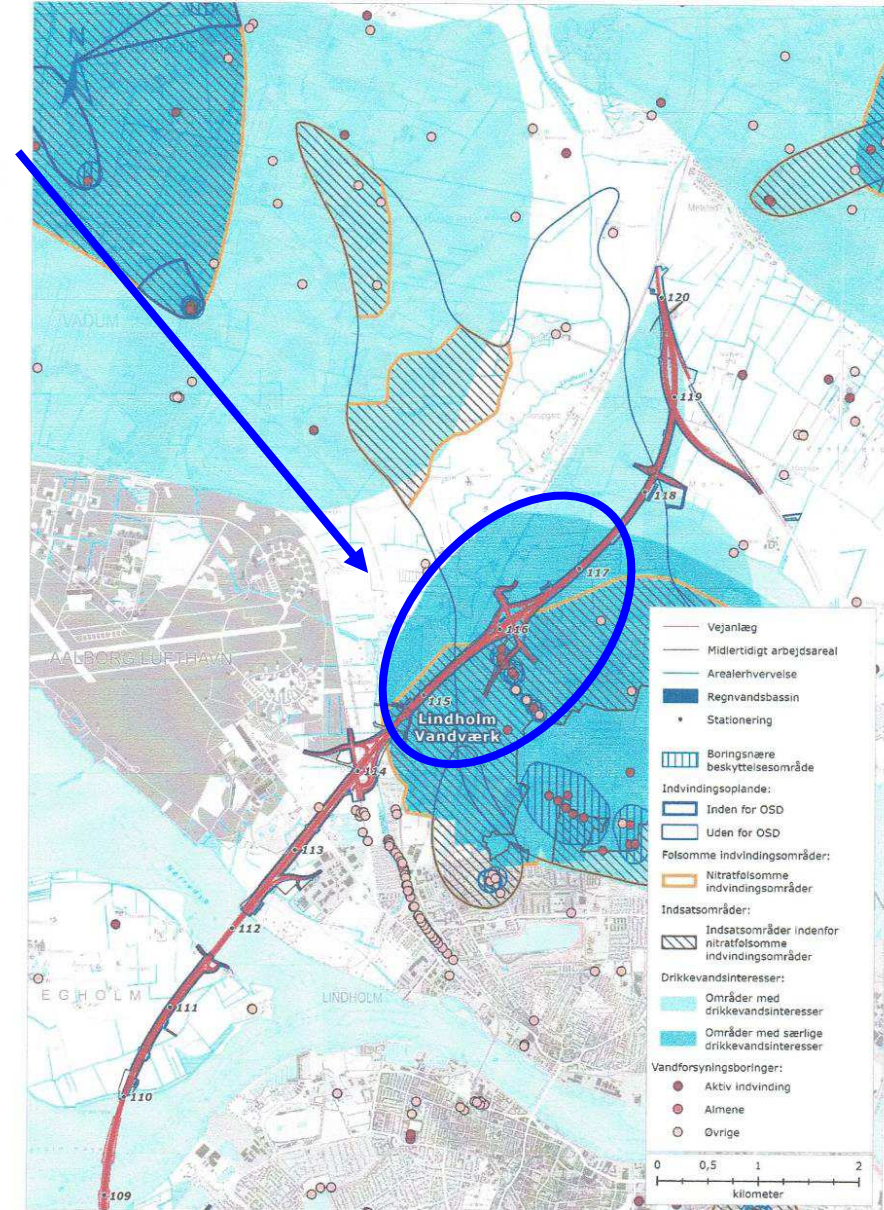 N
VADUM
Melsted
120
119
118
117
116
AALBORG LUFTHAVN
115
Lindholm
Vandværk
114
113
112
EGHOLM
111
LINDHOLM
110
109
Vejanlæg
Midlertidigt arbejdsareal
Arealerhvervelse
Regnvandsbassin
Stationering
Boringsnære
beskyttelsesområde
Indvindingsoplande:
Inden for OSD
Uden for OSD
Følsomme indvindingsområder:
Nitratfølsomme
indvindingsområder
Indsatsområder:
Indsatsområder indenfor
nitratfølsomme
indvindingsområder
Drikkevandsinteresser:
Områder med
drikkevandsinteresser
Områder med særlige
drikkevandsinteresser
Vandforsyningsboringer:
Aktiv indvinding
Almene
Øvrige
0 0,5 1 2
kilometer